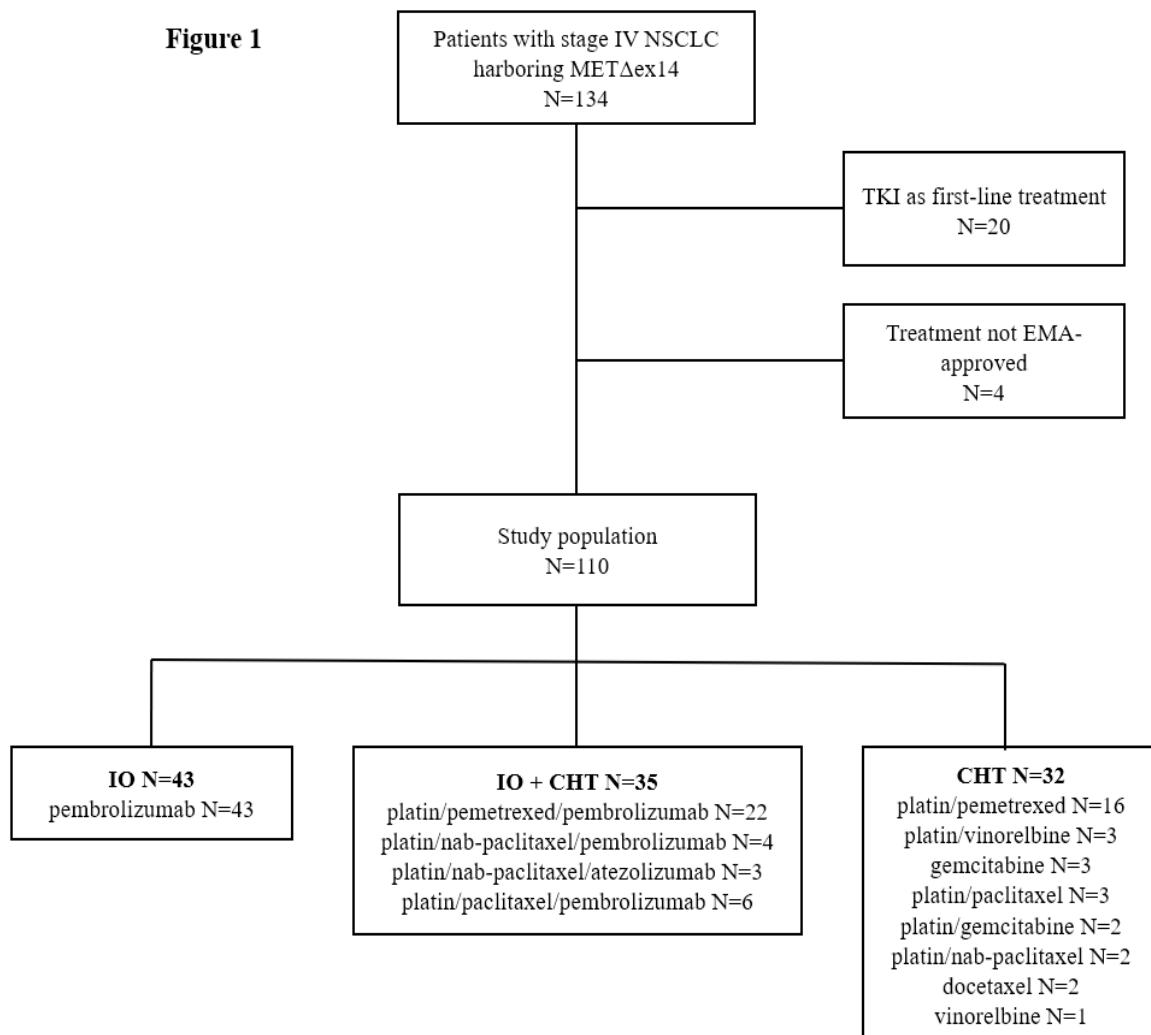 Figure 1
Patients with stage IV NSCLC
harboring METΔex14
N=134
TKI as first-line treatment
N=20
Treatment not EMA-
approved
N=4
Study population
N=110
IO N=43
pembrolizumab N=43
IO + CHT N=35
platin/pemetrexed/pembrolizumab N=22
platin/nab-paclitaxel/pembrolizumab N=4
platin/nab-paclitaxel/atezolizumab N=3
platin/paclitaxel/pembrolizumab N=6
CHT N=32
platin/pemetrexed N=16
platin/vinorelbine N=3
gemcitabine N=3
platin/paclitaxel N=3
platin/gemcitabine N=2
platin/nab-paclitaxel N=2
docetaxel N=2
vinorelbine N=1